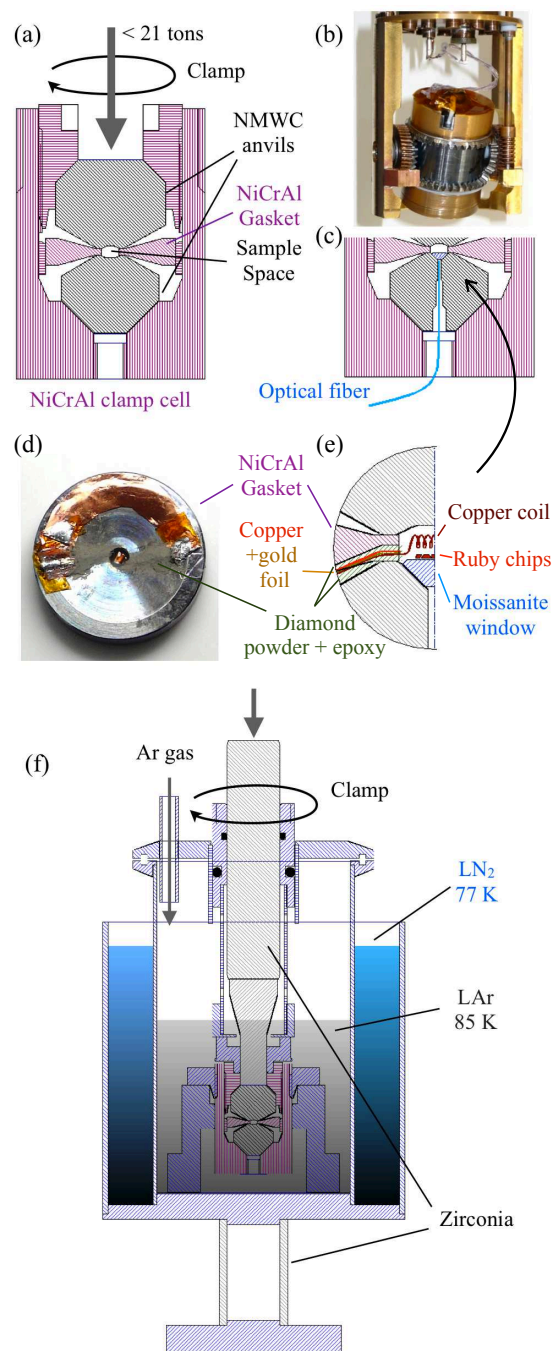 (a)
< 21 tons
Clamp
NMWC
anvils
NiCrAl
Gasket
Sample
Space
NiCrAl clamp cell
(b)
(c)
Optical fiber
(d)
NiCrAl
Gasket
Copper
+gold
foil
Diamond
powder + epoxy
(e)
Copper coil
Ruby chips
Moissanite
window
(f)
Ar gas
Clamp
LN₂
77 K
LAr
85 K
Zirconia